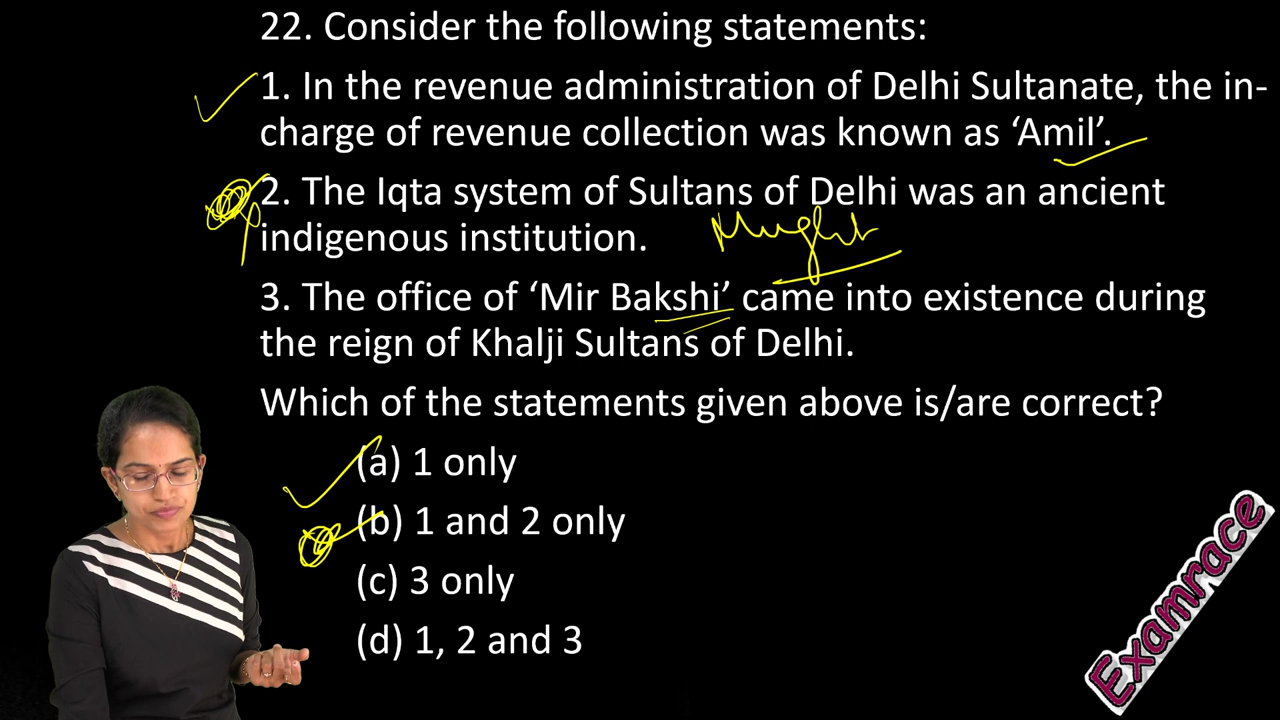 22. Consider the following statements:
1. In the revenue administration of Delhi Sultanate, the in-
charge of revenue collection was known as ‘Amil’.
2. The Iqta system of Sultans of Delhi was an ancient
indigenous institution.
3. The office of ‘Mir Bakshi’ came into existence during
the reign of Khalji Sultans of Delhi.
Which of the statements given above is/are correct?
(a) 1 only
(b) 1 and 2 only
(c) 3 only
(d) 1, 2 and 3
Examrace